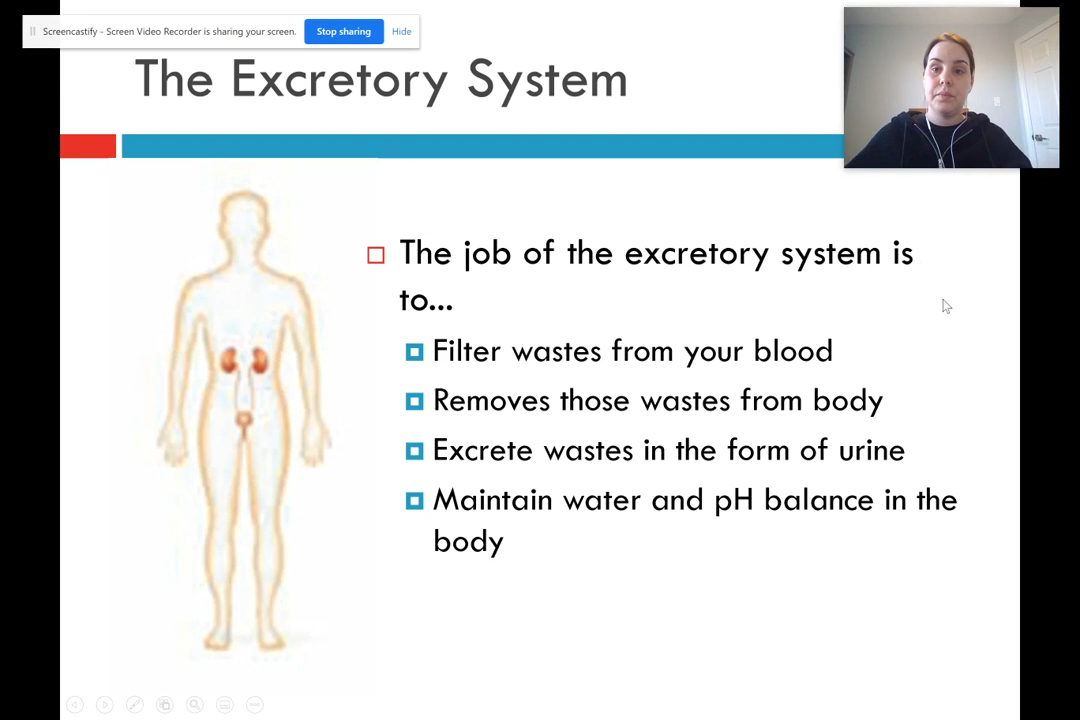 Screencastify - Screen Video Recorder is sharing your screen.
Stop sharing
Hide
The Excretory System
The job of the excretory system is
to...
Filter wastes from your blood
Removes those wastes from body
Excrete wastes in the form of urine
Maintain water and pH balance in the
body